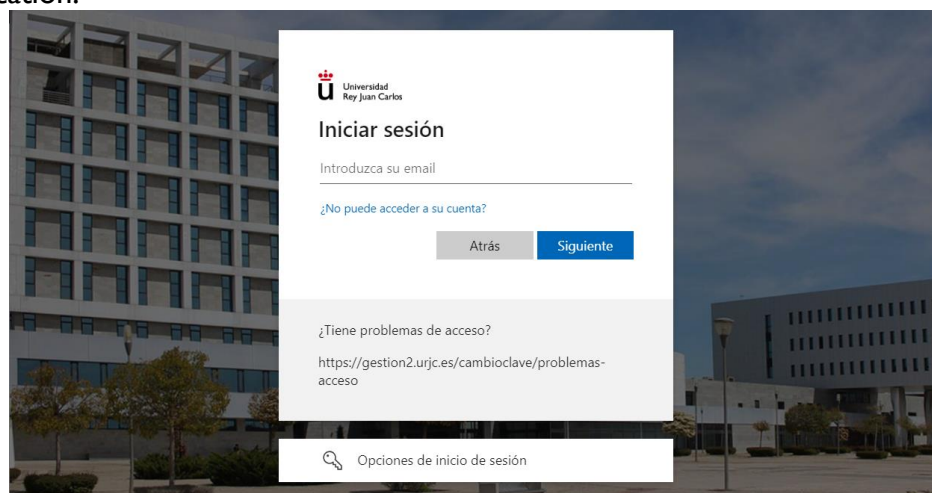 Universidad
Rey Juan Carlos
Iniciar sesión
Introduzca su email
¿No puede acceder a su cuenta?
Atrás Siguiente
¿Tiene problemas de acceso?
https://gestion2.urjc.es/cambioclave/problemas-
acceso
Opciones de inicio de sesión